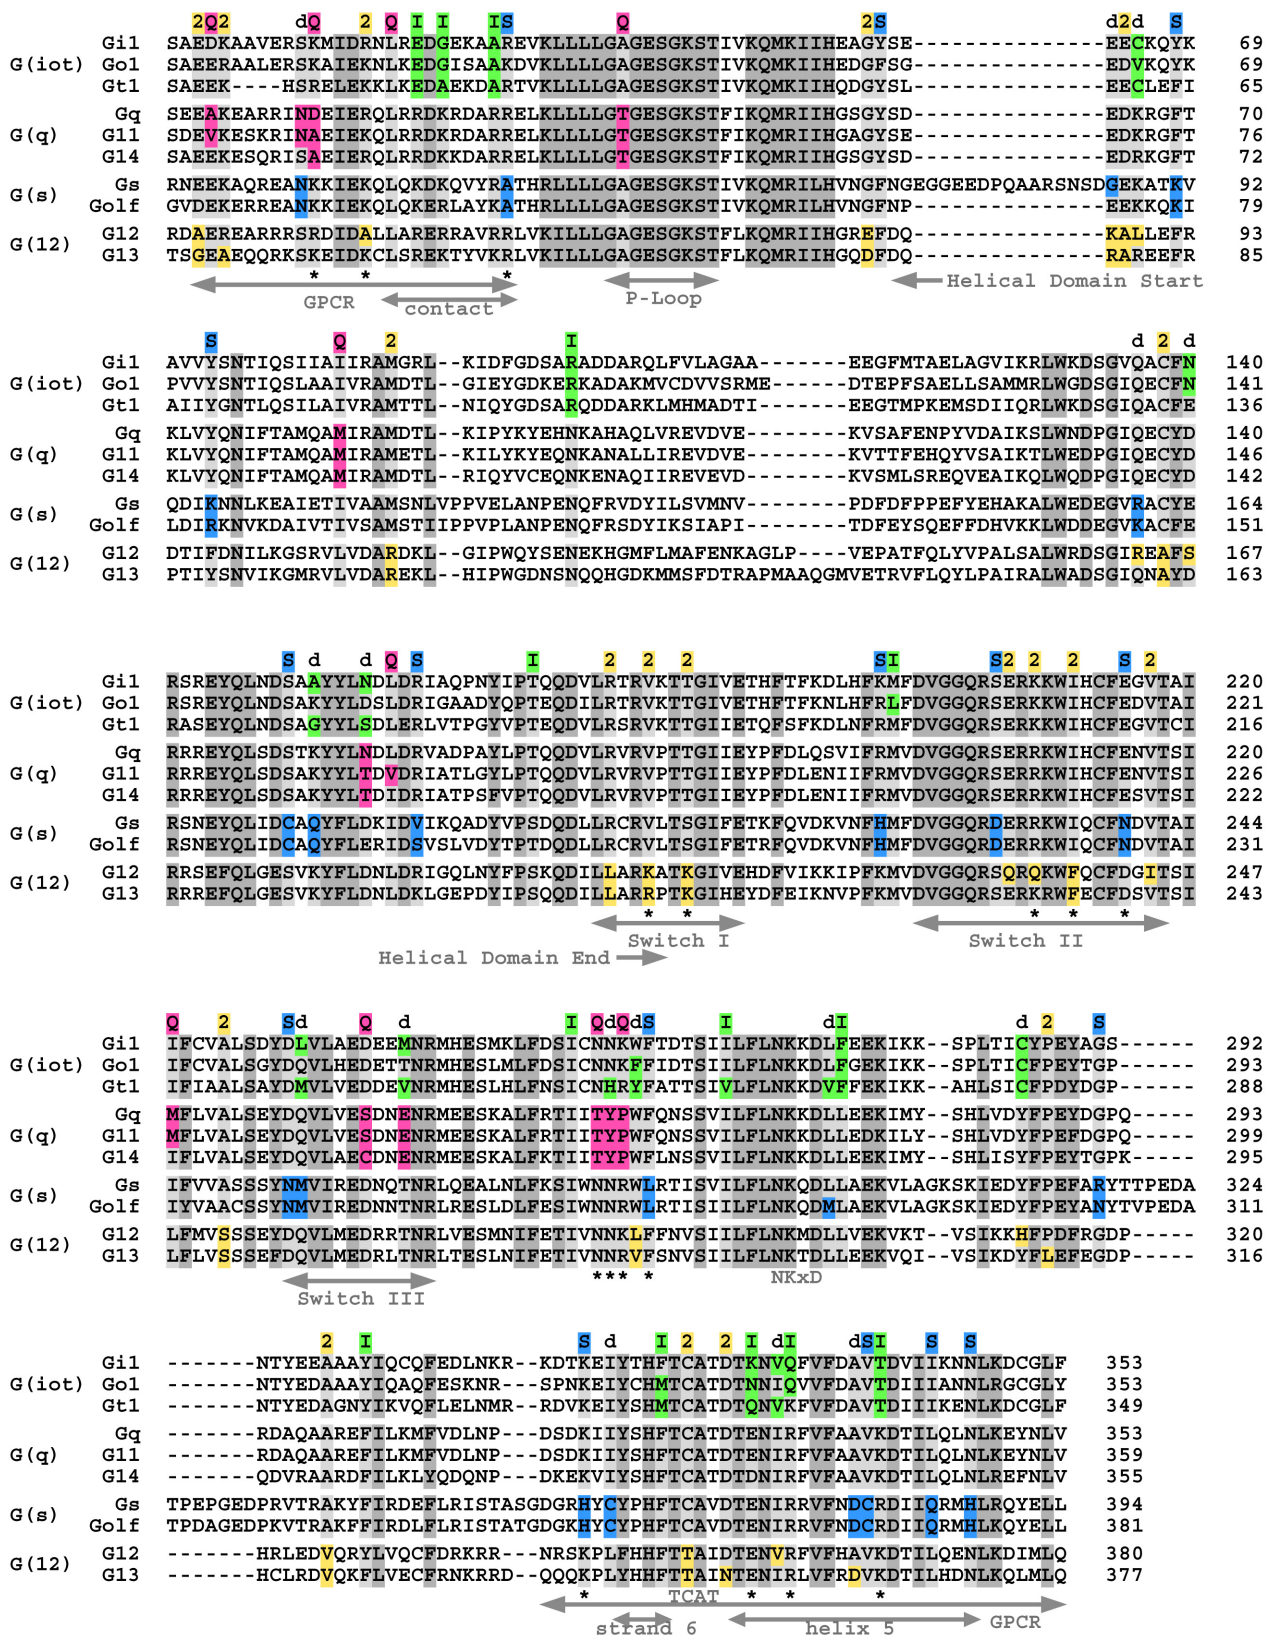 2Q2 dQ 2 Q I I IS Q 2S d2d S
Gi1 SAEDKAAVERSKMIDRNLREDGEKAAREVKLLLLGAGESGKSTIVKQMKIIHEAGYSE---------------EECKQYK 69
G(iot) Go1 SAEERAALERSKAIEKNLKEDGISAAKDVKLLLLGAGESGKSTIVKQMKIIHEDGFSG---------------EDVKQYK 69
Gt1 SAEEK----HSRELEKKLKEDAEKDARTVKLLLLGAGESGKSTIVKQMKIIHQDGYSL---------------EECLEFI 65
Gq SEEAKEARRINDEIERQLRRDKRDARRELKLLLLGTGESGKSTFIKQMRIIHGSGYSD---------------EDKRGFT 70
G(q) G11 SDEVKESKRINAEIEKQLRRDKRDARRELKLLLLGTGESGKSTFIKQMRIIHGAGYSE---------------EDKRGFT 76
G14 SAEEKESQRISAEIERQLRRDKKDARRELKLLLLGTGESGKSTFIKQMRIIHGSGYSD---------------EDRKGFT 72
Gs RNEEKAQREANKKIEKQLQKDKQVYRATHRLLLLGAGESGKSTIVKQMRILHVNGFNGEGGEEDPQAARSNSDGEKATKV 92
G(s) Golf GVDEKERREANKKIEKQLQKERLAYKATHRLLLLGAGESGKSTIVKQMRILHVNGFNP---------------EEKKQKI 79
G12 RDAEREARRRSRDIDALLARERRAVRRLVKILLLGAGESGKSTFLKQMRIIHGREFDQ---------------KALLEFR 93
G(12) G13 TSGEAEQQRKSKEIDKCLSREKTYVKRLVKILLLGAGESGKSTFLKQMRIIHGQDFDQ---------------RAREEFR 85
* * *
GPCR contact P-Loop Helical Domain Start
S Q 2 I d 2 d
Gi1 AVVYSNTIQSIIAIIRAMGRL--KIDFGDSARADDARQLFVLAGAA-------EEGFMTAELAGVIKRLWKDSGVQACFN 140
G(iot) Go1 PVVYSNTIQSLAAIVRAMDTL--GIEYGDKERKADAKMVCDVVSRME------DTEPFSAELLSAMMRLWGDSGIQECFN 141
Gt1 AIIYGNTLQSILAIVRAMTTL--NIQYGDSARQDDARKLMHMADTI-------EEGTMPKEMSDIIQRLWKDSGIQACFE 136
Gq KLVYQNIFTAMQAMIRAMDTL--KIPYKYEHNKAHAQLVREVDVE--------KVSAFENPYVDAIKSLWNDPGIQECYD 140
G(q) G11 KLVYQNIFTAMQAMIRAMETL--KILYKYEQNKANALLIREVDVE--------KVTTFEHQYVSAIKTLWEDPGIQECYD 146
G14 KLVYQNIFTAMQAMIRAMDTL--RIQYVCEQNKENAQIIREVEVD--------KVSMLSREQVEAIKQLWQDPGIQECYD 142
Gs QDIKNNLKEAIETIVAAMSNLVPPVELANPENQFRVDYILSVMNV--------PDFDFPPEFYEHAKALWEDEGVRACYE 164
G(s) Golf LDIRKNVKDAIVTIVSAMSTIIPPVPLANPENQFRSDYIKSIAPI--------TDFEYSQEFFDHVKKLWDDEGVKACFE 151
G12 DTIFDNILKGSRVLVDARDKL--GIPWQYSENEKHGMFLMAFENKAGLP----VEPATFQLYVPALSALWRDSGIREAFS 167
G(12) G13 PTIYSNVIKGMRVLVDAREKL--HIPWGDNSNQQHGDKMMSFDTRAPMAAQGMVETRVFLQYLPAIRALWADSGIQNAYD 163
S d d Q S I 2 2 2 SI S2 2 2 S 2
Gi1 RSREYQLNDSAAYYLNDLDRIAQPNYIPTQQDVLRTRVKTTGIVETHFTFKDLHFKMFDVGGQRSERKKWIHCFEGVTAI 220
G(iot) Go1 RSREYQLNDSAKYYLDSLDRIGAADYQPTEQDILRTRVKTTGIVETHFTFKNLHFRLFDVGGQRSERKKWIHCFEDVTAI 221
Gt1 RASEYQLNDSAGYYLSDLERLVTPGYVPTEQDVLRSRVKTTGIIETQFSFKDLNFRMFDVGGQRSERKKWIHCFEGVTCI 216
Gq RRREYQLSDSTKYYLNDLDRVADPAYLPTQQDVLRVRVPTTGIIEYPFDLQSVIFRMVDVGGQRSERRKWIHCFENVTSI 220
G(q) G11 RRREYQLSDSAKYYLTDVDRIATLGYLPTQQDVLRVRVPTTGIIEYPFDLENIIFRMVDVGGQRSERRKWIHCFENVTSI 226
G14 RRREYQLSDSAKYYLTDIDRIATPSFVPTQQDVLRVRVPTTGIIEYPFDLENIIFRMVDVGGQRSERRKWIHCFESVTSI 222
Gs RSNEYQLIDCAQYFLDKIDVIKQADYVPSDQDLLRCRVLTSGIFETKFQVDKVNFHMFDVGGQRDERRKWIQCFNDVTAI 244
G(s) Golf RSNEYQLIDCAQYFLERIDSVSLVDYTPTDQDLLRCRVLTSGIFETRFQVDKVNFHMFDVGGQRDERRKWIQCFNDVTAI 231
G12 RRSEFQLGESVKYFLDNLDRIGQLNYFPSKQDILLARKATKGIVEHDFVIKKIPFKMVDVGGQRSQRQKWFQCFDGITSI 247
G(12) G13 RRREFQLGESVKYFLDNLDKLGEPDYIPSQQDILLARRPTKGIHEYDFEIKNVPFKMVDVGGQRSERKRWFECFDSVTSI 243
* * * * *
Switch I Switch II
Helical Domain End
Q 2 Sd Q d I QdQdS I dI d 2 S
Gi1 IFCVALSDYDLVLAEDEEMNRMHESMKLFDSICNNKWFTDTSIILFLNKKDLFEEKIKK--SPLTICYPEYAGS------ 292
G(iot) Go1 IFCVALSGYDQVLHEDETTNRMHESLMLFDSICNNKFFIDTSIILFLNKKDLFGEKIKK--SPLTICFPEYTGP------ 293
Gt1 IFIAALSAYDMVLVEDDEVNRMHESLHLFNSICNHRYFATTSIVLFLNKKDVFFEKIKK--AHLSICFPDYDGP------ 288
Gq MFLVALSEYDQVLVESDNENRMEESKALFRTIITYPWFQNSSVILFLNKKDLLEEKIMY--SHLVDYFPEYDGPQ----- 293
G(q) G11 MFLVALSEYDQVLVESDNENRMEESKALFRTIITYPWFQNSSVILFLNKKDLLEDKILY--SHLVDYFPEFDGPQ----- 299
G14 IFLVALSEYDQVLAECDNENRMEESKALFKTIITYPWFLNSSVILFLNKKDLLEEKIMY--SHLISYFPEYTGPK----- 295
Gs IFVVASSSYNMVIREDNQTNRLQEALNLFKSIWNNRWLRTISVILFLNKQDLLAEKVLAGKSKIEDYFPEFARYTTPEDA 324
G(s) Golf IYVAACSSYNMVIREDNNTNRLRESLDLFESIWNNRWLRTISIILFLNKQDMLAEKVLAGKSKIEDYFPEYANYTVPEDA 311
G12 LFMVSSSEYDQVLMEDRRTNRLVESMNIFETIVNNKLFFNVSIILFLNKMDLLVEKVKT--VSIKKHFPDFRGDP----- 320
G(12) G13 LFLVSSSEFDQVLMEDRLTNRLTESLNIFETIVNNRVFSNVSIILFLNKTDLLEEKVQI--VSIKDYFLEFEGDP----- 316
*** *
Switch III NKxD
2 I S d I 2 2 I dI dSI S S
Gi1 -------NTYEEAAAYIQCQFEDLNKR--KDTKEIYTHFTCATDTKNVQFVFDAVTDVIIKNNLKDCGLF 353
G(iot) Go1 -------NTYEDAAAYIQAQFESKNR---SPNKEIYCHMTCATDTNNIQVVFDAVTDIIIANNLRGCGLY 353
Gt1 -------NTYEDAGNYIKVQFLELNMR--RDVKEIYSHMTCATDTQNVKFVFDAVTDIIIKENLKDCGLF 349
Gq -------RDAQAAREFILKMFVDLNP---DSDKIIYSHFTCATDTENIRFVFAAVKDTILQLNLKEYNLV 353
G(q) G11 -------RDAQAAREFILKMFVDLNP---DSDKIIYSHFTCATDTENIRFVFAAVKDTILQLNLKEYNLV 359
G14 -------QDVRAARDFILKLYQDQNP---DKEKVIYSHFTCATDTDNIRFVFAAVKDTILQLNLREFNLV 355
Gs TPEPGEDPRVTRAKYFIRDEFLRISTASGDGRHYCYPHFTCAVDTENIRRVFNDCRDIIQRMHLRQYELL 394
G(s) Golf TPDAGEDPKVTRAKFFIRDLFLRISTATGDGKHYCYPHFTCAVDTENIRRVFNDCRDIIQRMHLKQYELL 381
G12 -------HRLEDVQRYLVQCFDRKRR---NRSKPLFHHFTTAIDTENVRFVFHAVKDTILQENLKDIMLQ 380
G(12) G13 -------HCLRDVQKFLVECFRNKRRD--QQQKPLYHHFTTAINTENIRLVFRDVKDTILHDNLKQLMLQ 377
* * * *
TCAT
strand 6 helix 5 GPCR